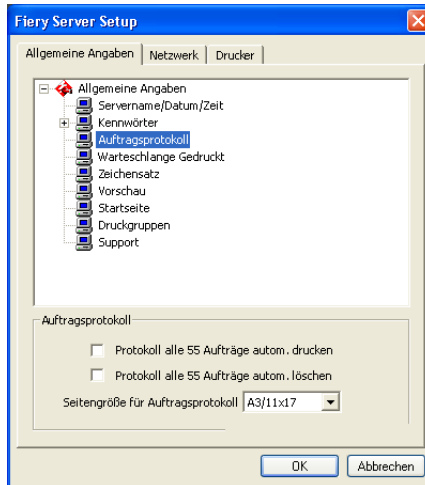 Fiery Server Setup
Allgemeine Angaben
Netzwerk
Drucker
Allgemeine Angaben
Servername/Datum/Zeit
Kennwörter
Auftragsprotokoll
Warteschlange Gedruckt
Zeichensatz
Vorschau
Startseite
Druckgruppen
Support
Auftragsprotokoll
Protokoll alle 55 Aufträge autom. drucken
Protokoll alle 55 Aufträge autom. löschen
Seitengröße für Auftragsprotokoll A3/11x17
OK
Abbrechen